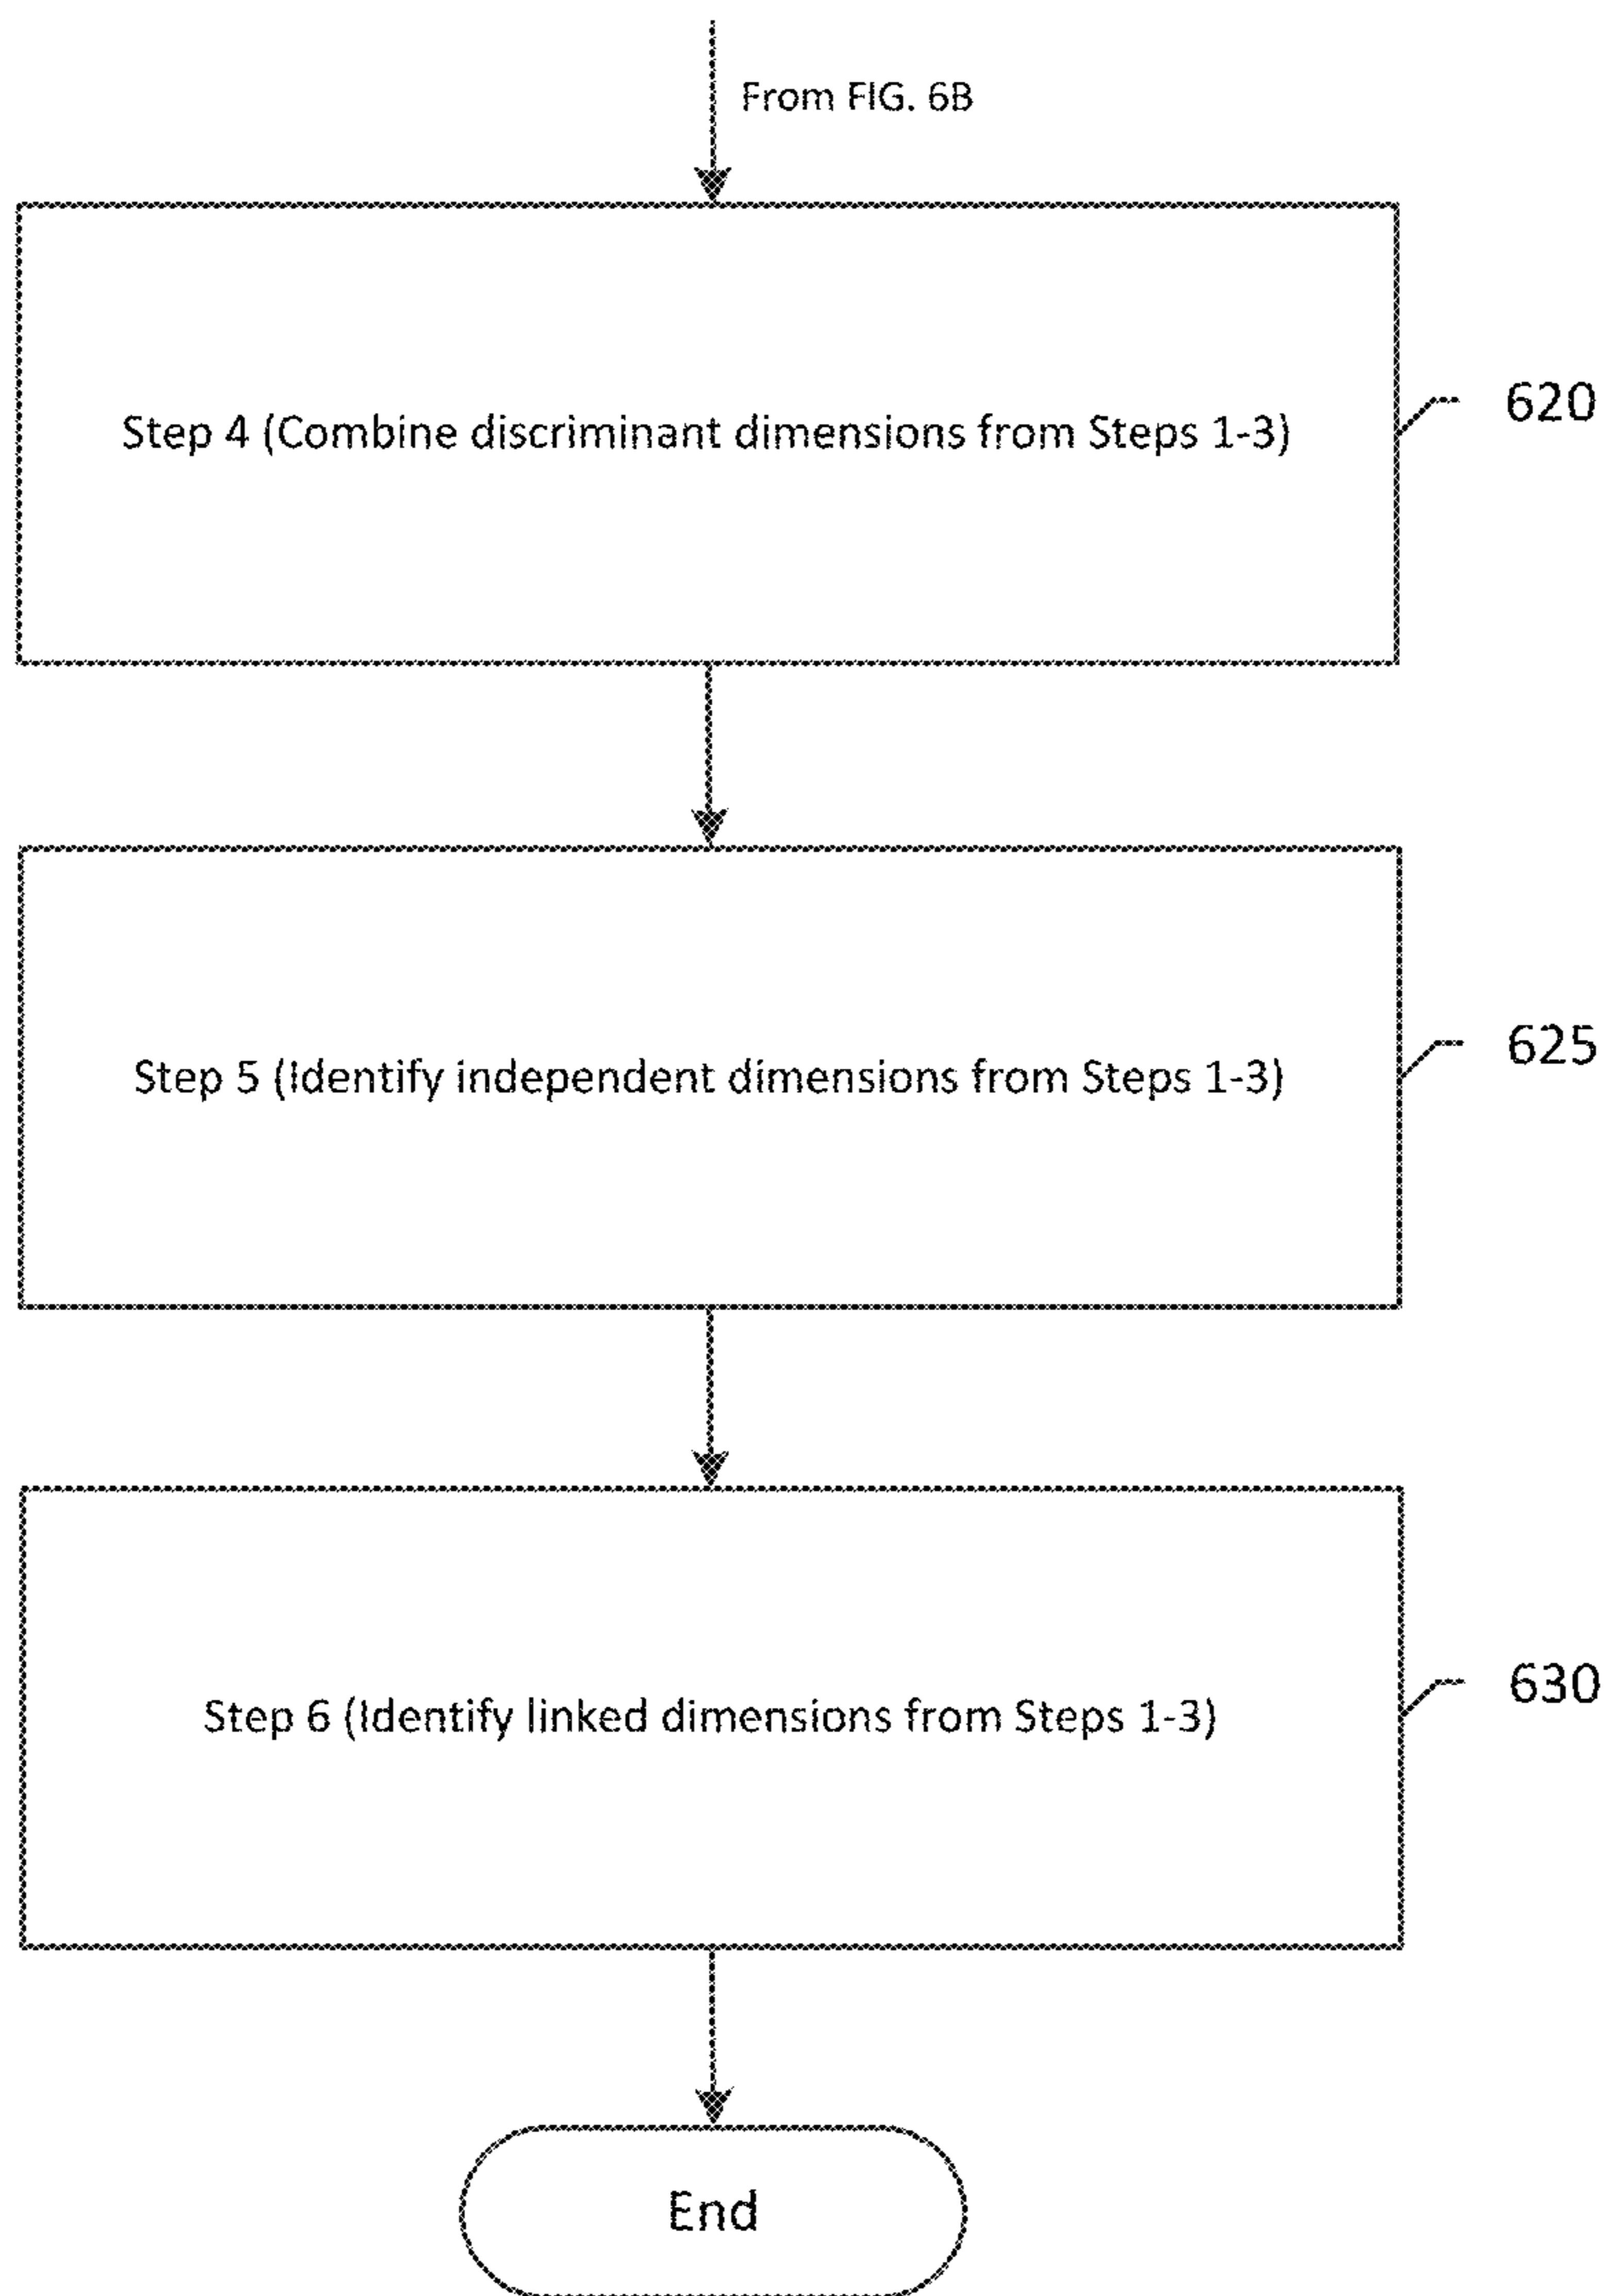 From FIG. 6B
Step 4 (Combine discriminant dimensions from Steps 1-3)
620
Step 5 (Identify independent dimensions from Steps 1-3)
625
Step 6 (Identify linked dimensions from Steps 1-3)
630
End